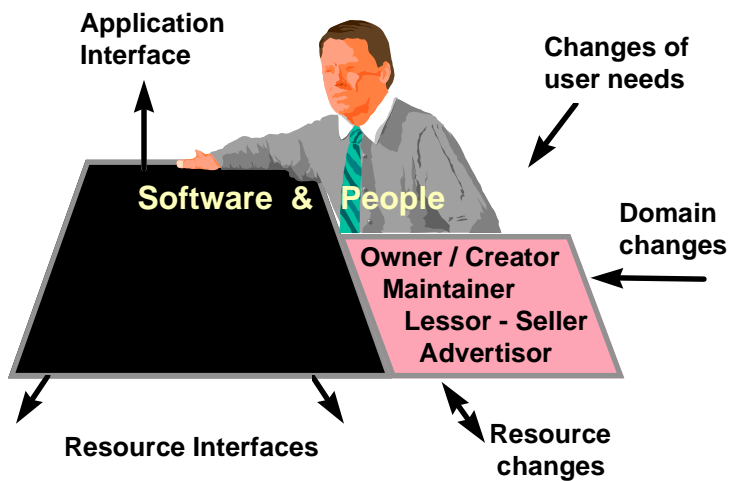 Application
Interface
Changes of
user needs
Software & People
Domain
changes
Owner / Creator
Maintainer
Lessor - Seller
Advertisor
Resource Interfaces
Resource
changes